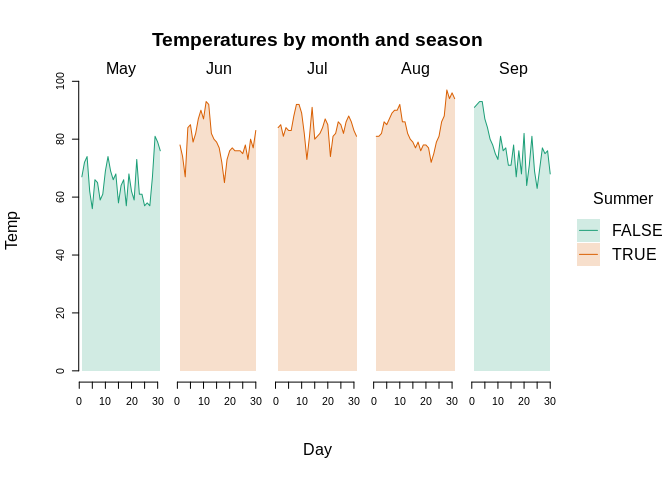 Temperatures by month and season
May Jun Jul Aug Sep
Temp
100
80
60
40
20
0
0 10 20 30 0 10 20 30 0 10 20 30 0 10 20 30 0 10 20 30
Day
Summer
FALSE
TRUE